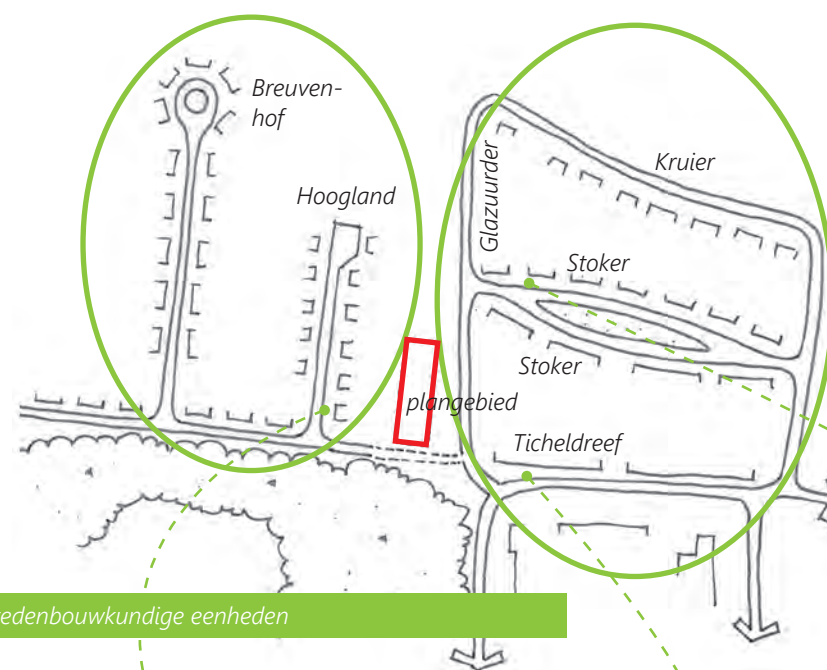 Breuven-
hof
Hoogland
Glazuurder
Kruier
Stoker
Stoker
plangebied
Ticheldreef
edenbouwkundige eenheden